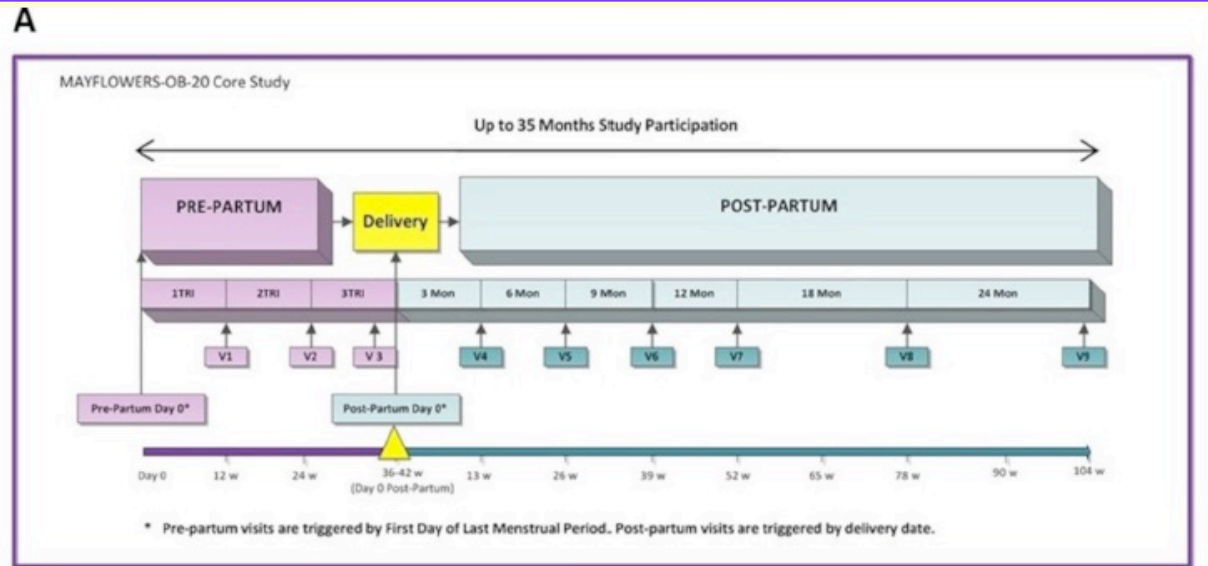 A
MAYFLOWERS-OB-20 Core Study
Up to 35 Months Study Participation
PRE-PARTUM
Delivery
POST-PARTUM
1TRI 2TRI 3TRI 3 Mon 6 Mon 9 Mon 12 Mon 18 Mon 24 Mon
V1 V2 V 3 V4 V5 V6 V7 V8 V9
Pre-Partum Day 0* Post-Partum Day 0*
Day 0 12 w 24 w 36-42 w 13 w 26 w 39 w 52 w 65 w 78 w 90 w 104 w
(Day 0 Post-Partum)
* Pre-partum visits are triggered by First Day of Last Menstrual Period.. Post-partum visits are triggered by delivery date.